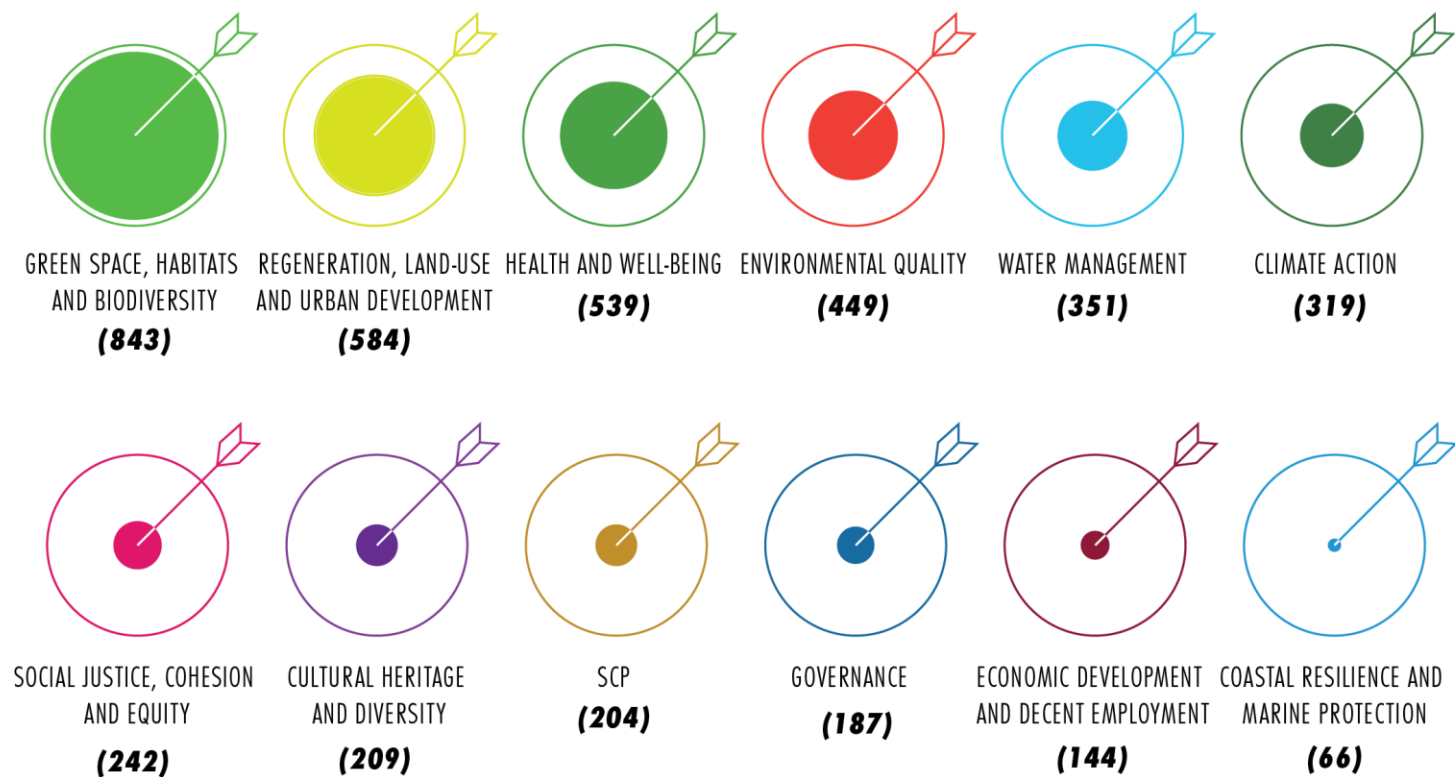 GREEN SPACE, HABITATS
AND BIODIVERSITY
(843)
REGENERATION, LAND-USE
AND URBAN DEVELOPMENT
(584)
HEALTH AND WELL-BEING
(539)
ENVIRONMENTAL QUALITY
(449)
WATER MANAGEMENT
(351)
CLIMATE ACTION
(319)
SOCIAL JUSTICE, COHESION
AND EQUITY
(242)
CULTURAL HERITAGE
AND DIVERSITY
(209)
SCP
(204)
GOVERNANCE
(187)
ECONOMIC DEVELOPMENT
AND DECENT EMPLOYMENT
(144)
COASTAL RESILIENCE AND
MARINE PROTECTION
(66)